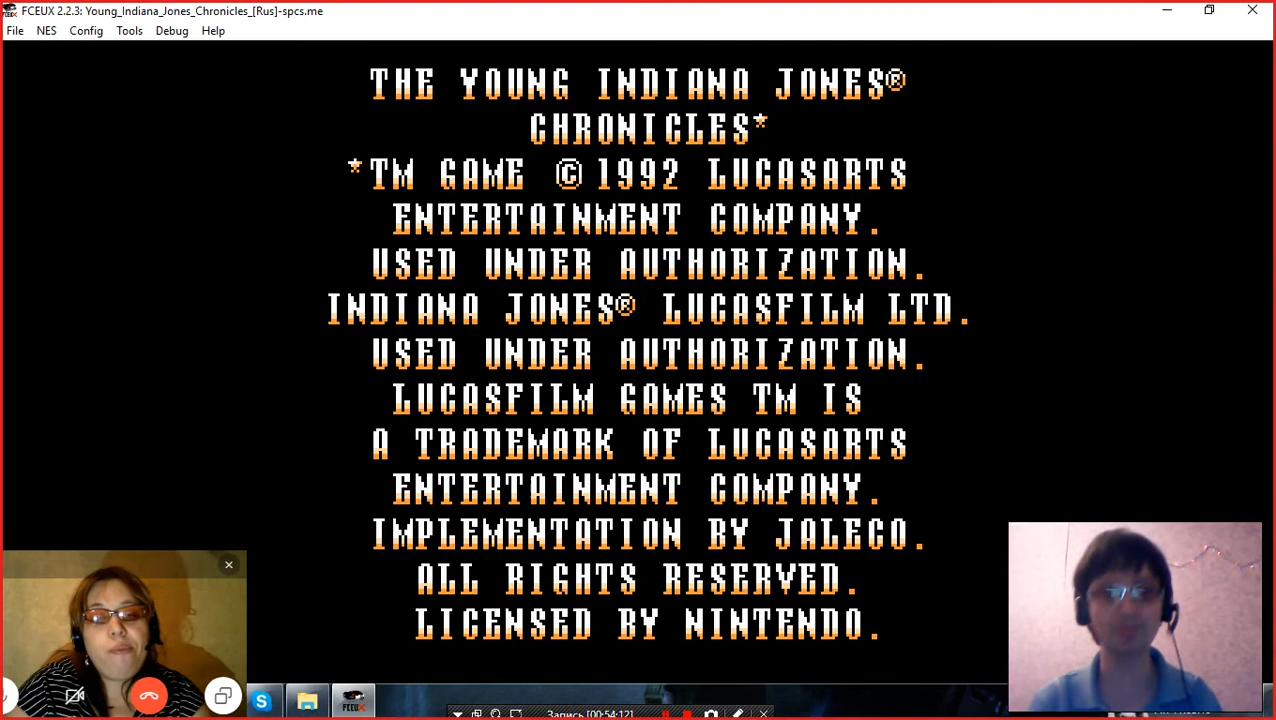 FCEUX 2.2.3: Young_Indiana_Jones_Chronicles_[Rus]-spcs.me
File NES Config Tools Debug Help
THE YOUNG INDIANA JONES®
CHRONICLES*
*TM GAME © 1992 LUCASARTS
ENTERTAINMENT COMPANY.
USED UNDER AUTHORIZATION.
INDIANA JONES® LUCASFILM LTD.
USED UNDER AUTHORIZATION.
LUCASFILM GAMES TM IS
A TRADEMARK OF LUCASARTS
ENTERTAINMENT COMPANY.
IMPLEMENTATION BY JALECO.
ALL RIGHTS RESERVED.
LICENSED BY NINTENDO.
FCEUX
Запись [00:54:12]